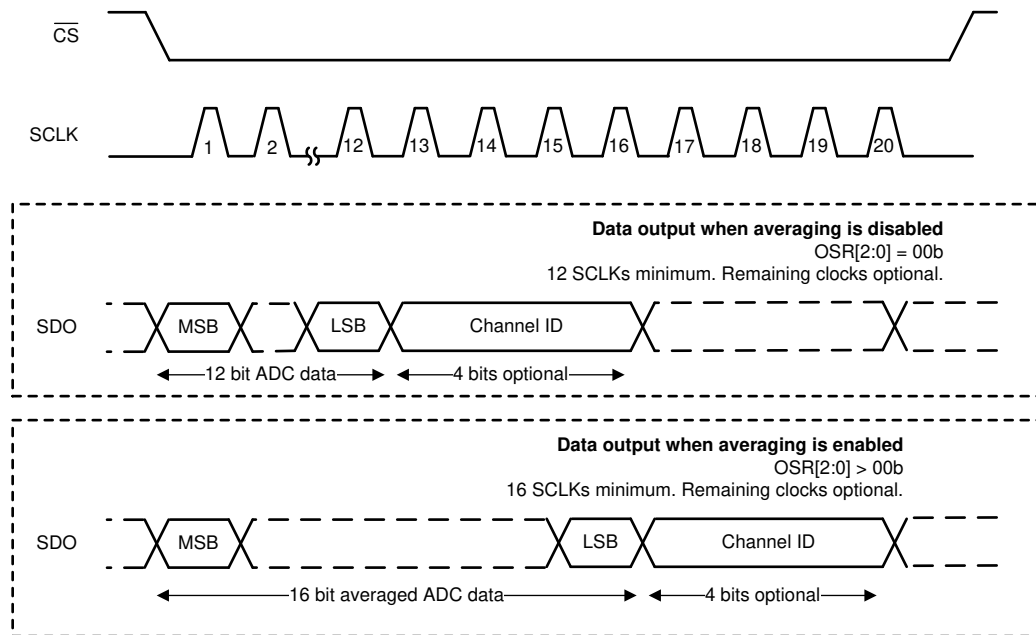 CS
SCLK
1 2 12 13 14 15 16 17 18 19 20
Data output when averaging is disabled
OSR[2:0] = 00b
12 SCLKs minimum. Remaining clocks optional.
SDO MSB LSB Channel ID
12 bit ADC data 4 bits optional
Data output when averaging is enabled
OSR[2:0] > 00b
16 SCLKs minimum. Remaining clocks optional.
SDO MSB LSB Channel ID
16 bit averaged ADC data 4 bits optional